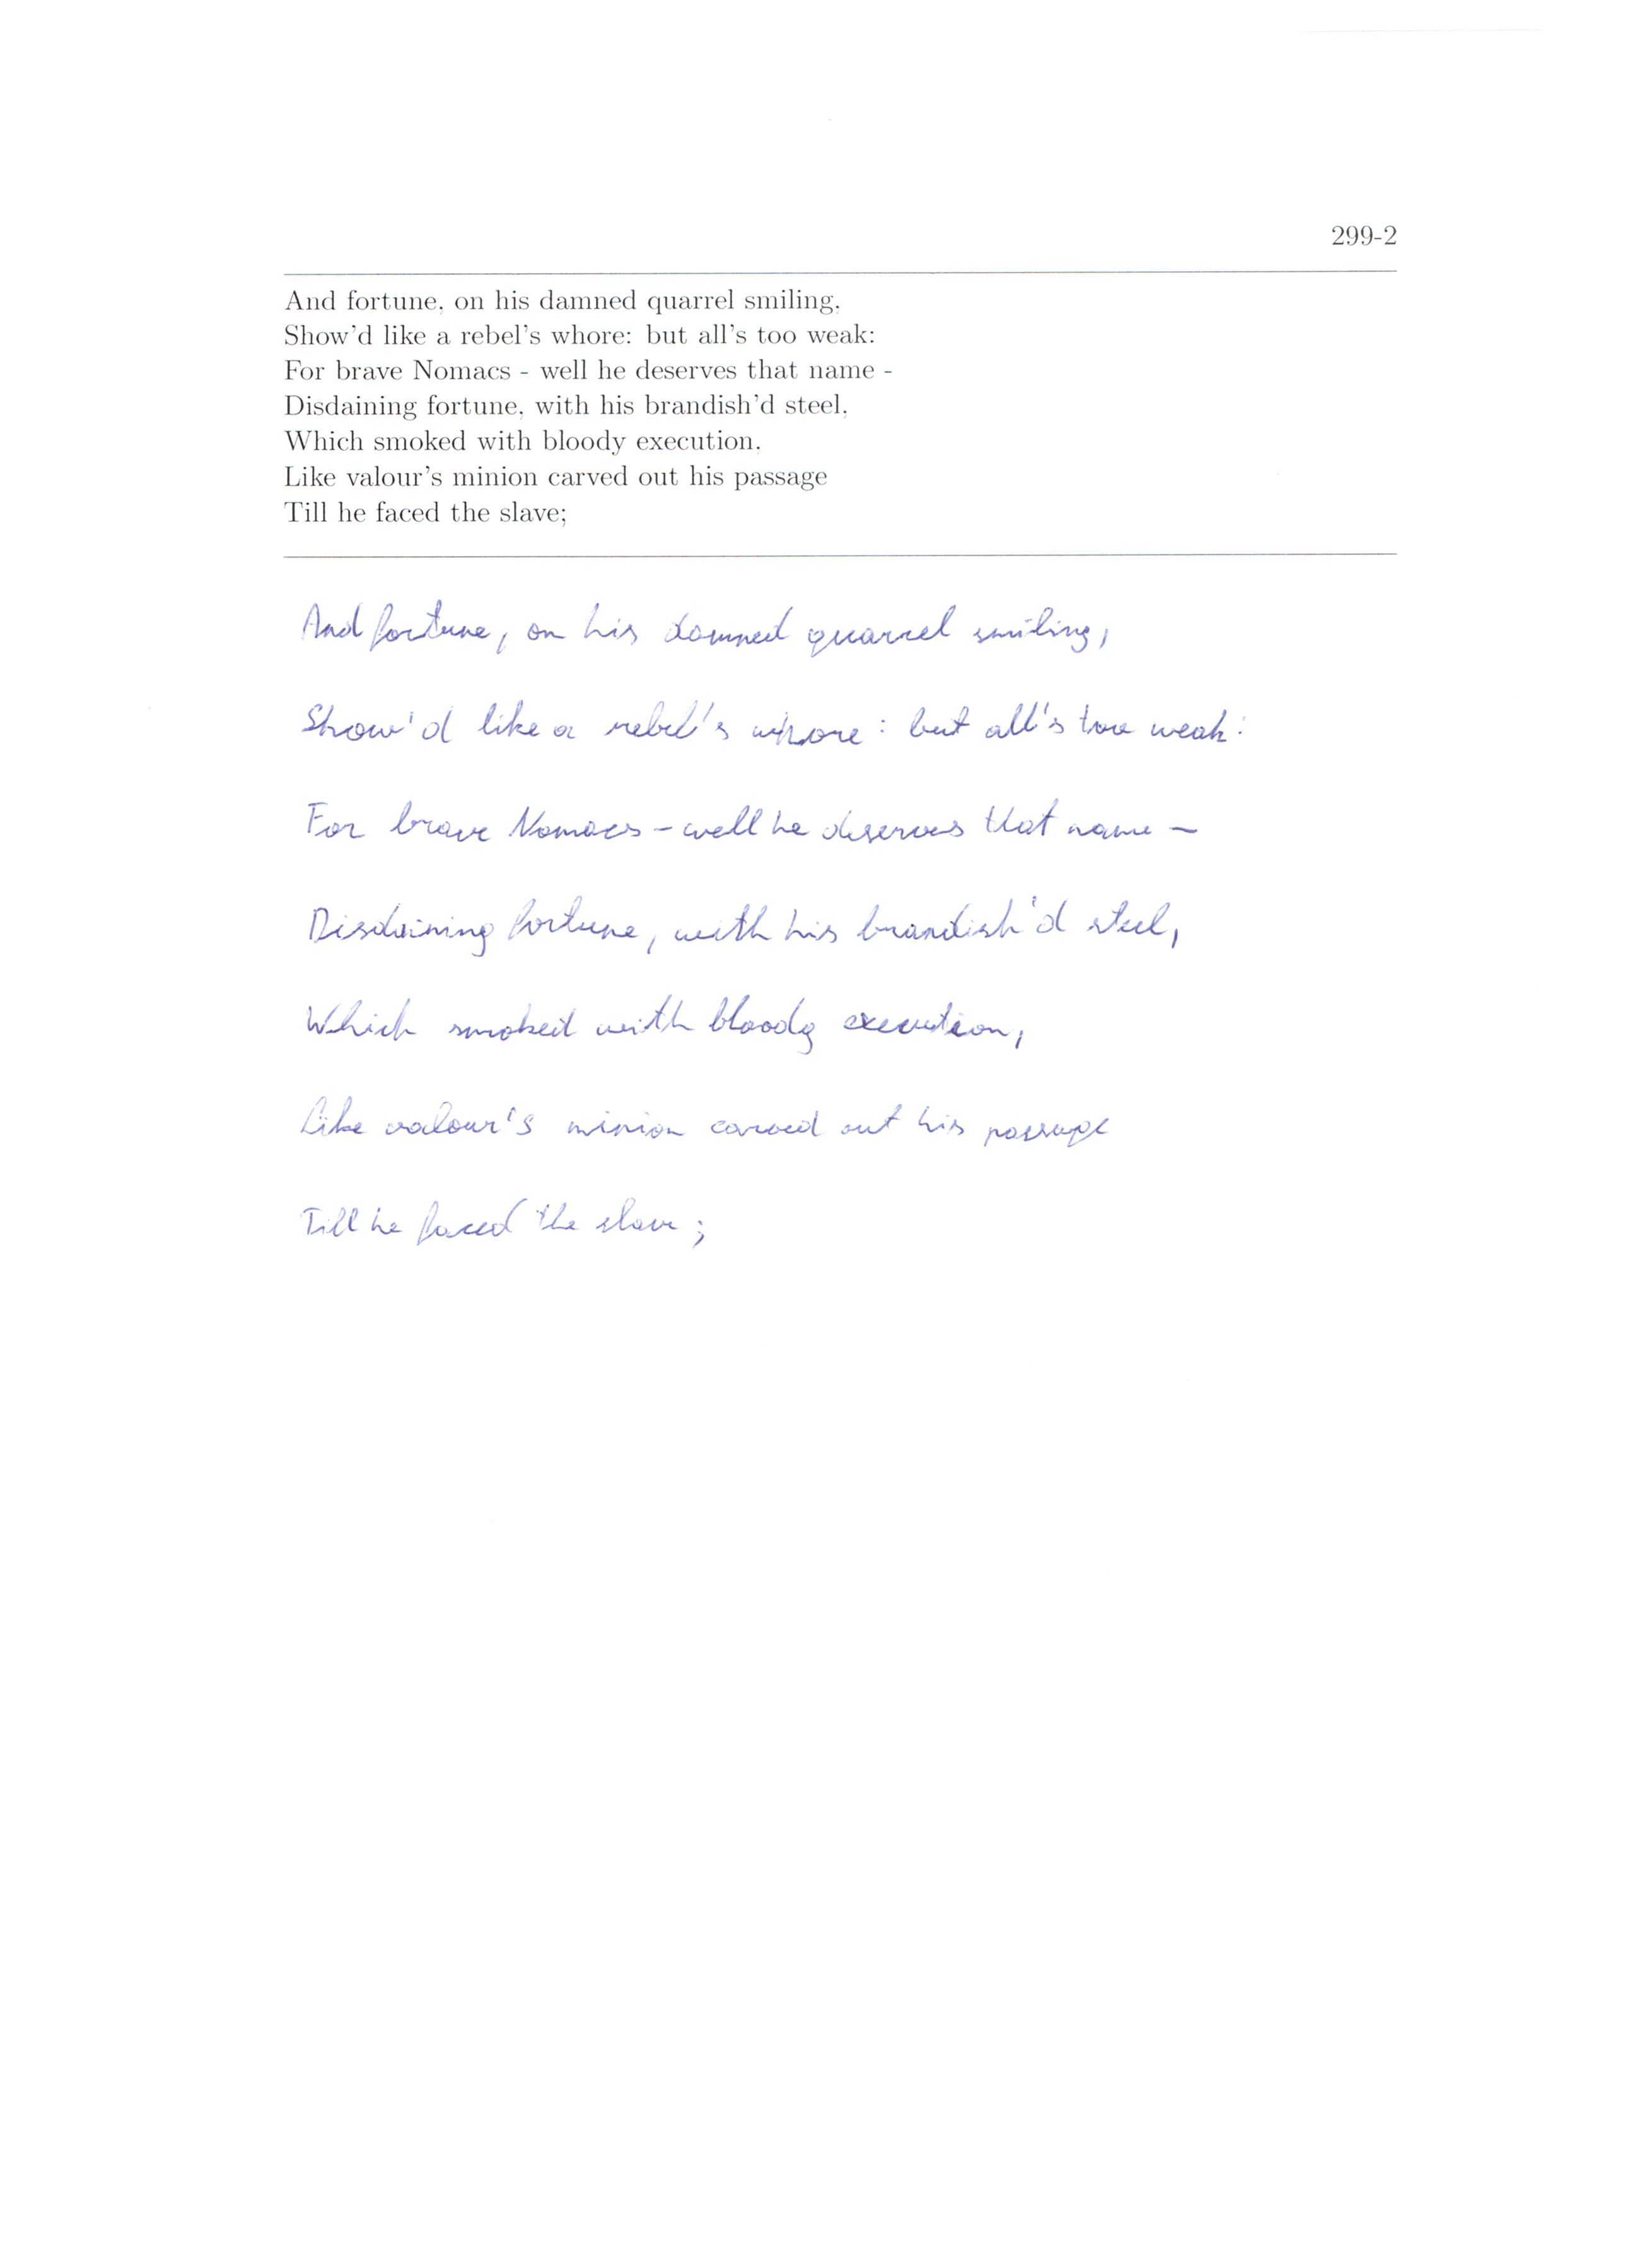 299-2
And fortune, on his damned quarrel smiling,
Show'd like a rebel's whore: but all's too weak:
For brave Nomacs - well he deserves that name -
Disdaining fortune, with his brandish'd steel,
Which smoked with bloody execution,
Like valour's minion carved out his passage
Till he faced the slave;
And fortune, on his damned quarrel smiling,
Show'd like a rebel's whore: but all's too weak:
For brave Nomacs - well he deserves that name -
Disdaining fortune, with his brandish'd steel,
Which smoked with bloody execution,
Like valour's minion carved out his passage
Till he faced the slave;